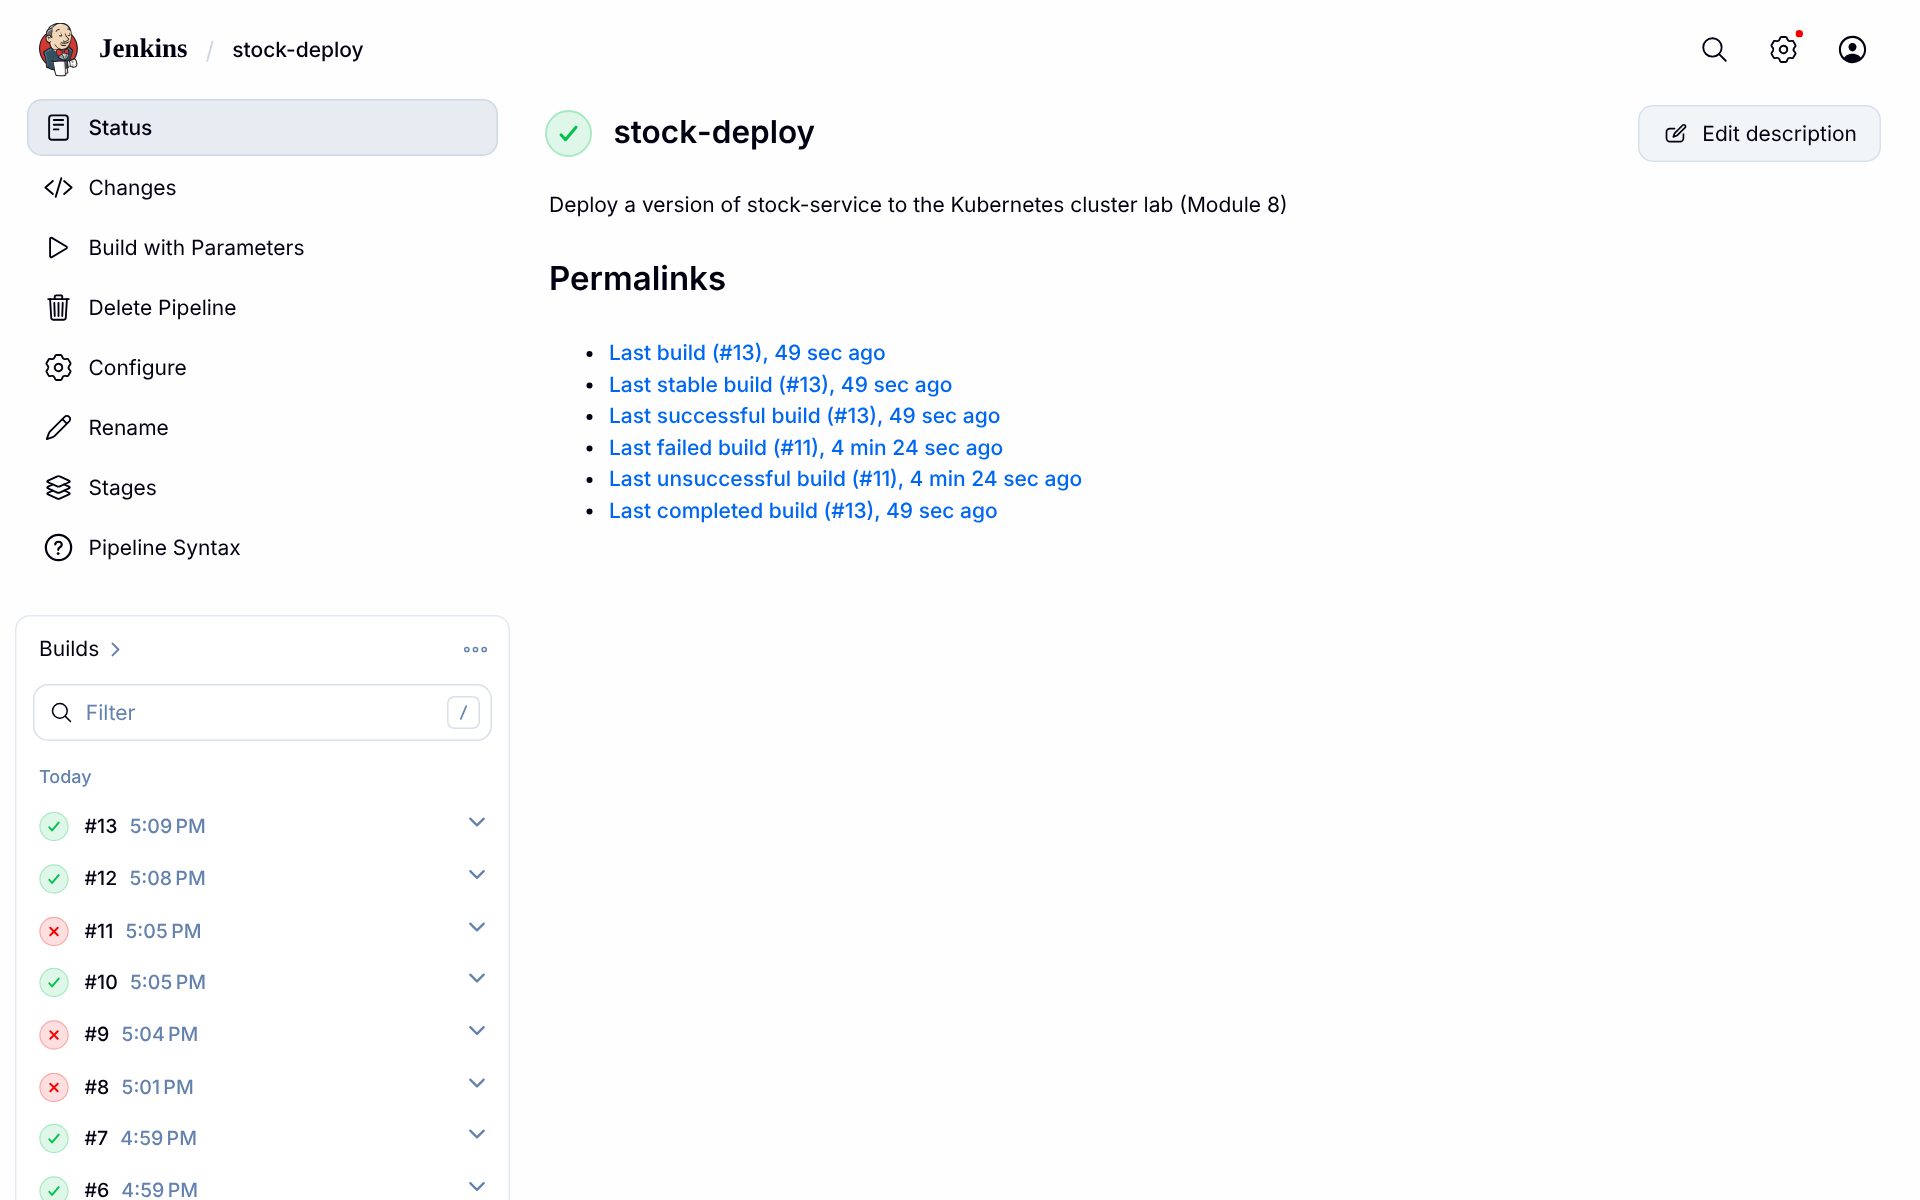 Jenkins / stock-deploy
Status
Changes
Build with Parameters
Delete Pipeline
Configure
Rename
Stages
Pipeline Syntax
Builds
Filter /
Today
#13 5:09 PM
#12 5:08 PM
#11 5:05 PM
#10 5:05 PM
#9 5:04 PM
#8 5:01 PM
#7 4:59 PM
#6 4:59 PM
stock-deploy
Edit description
Deploy a version of stock-service to the Kubernetes cluster lab (Module 8)
Permalinks
Last build (#13), 49 sec ago
Last stable build (#13), 49 sec ago
Last successful build (#13), 49 sec ago
Last failed build (#11), 4 min 24 sec ago
Last unsuccessful build (#11), 4 min 24 sec ago
Last completed build (#13), 49 sec ago